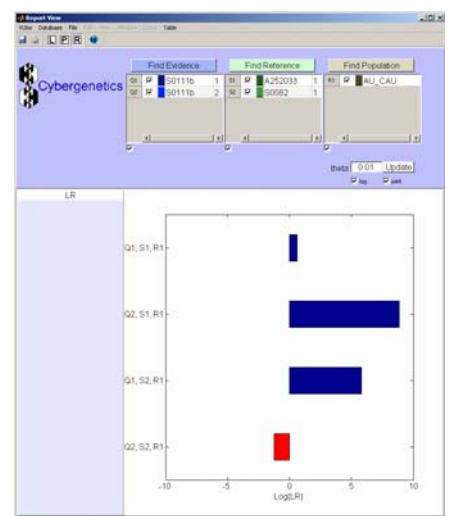 Report View
Database File Table
L P R
Cybergenetics
Find Evidence Find Reference Find Population
Q1 S0111b 1 S1 A252033 1 R1 AU_CAU
Q2 S0111b 2 S2 S0082 1
theta 0.01 Update
log joint
LR
Q1, S1, R1
Q2, S1, R1
Q1, S2, R1
Q2, S2, R1
-10 -5 0 5 10
Log(LR)